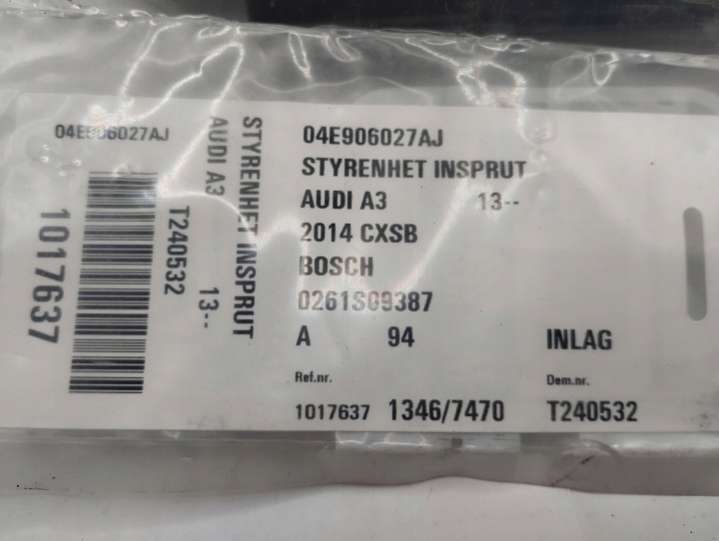 04E906027AJ
1017637
T240532
AUDI A3 13--
STYRENHET INSPRUT
04E906027AJ
STYRENHET INSPRUT
AUDI A3 13--
2014 CXSB
BOSCH
0261S09387
A 94 INLAG
Ref.nr. Dem.nr.
1017637 1346/7470 T240532